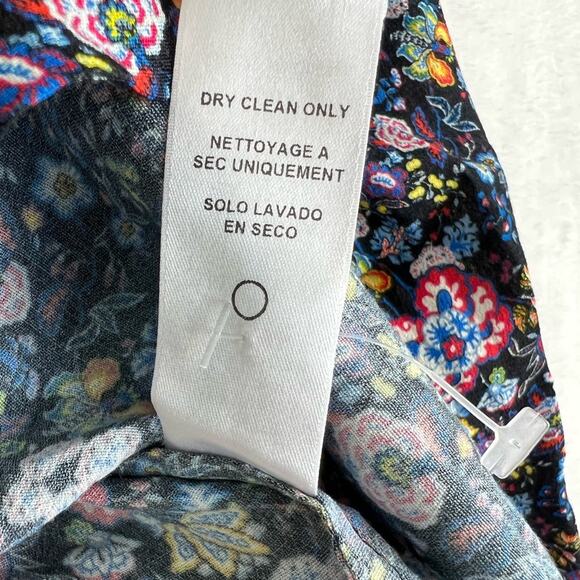 DRY CLEAN ONLY
NETTOYAGE A
SEC UNIQUEMENT
SOLO LAVADO
EN SECO